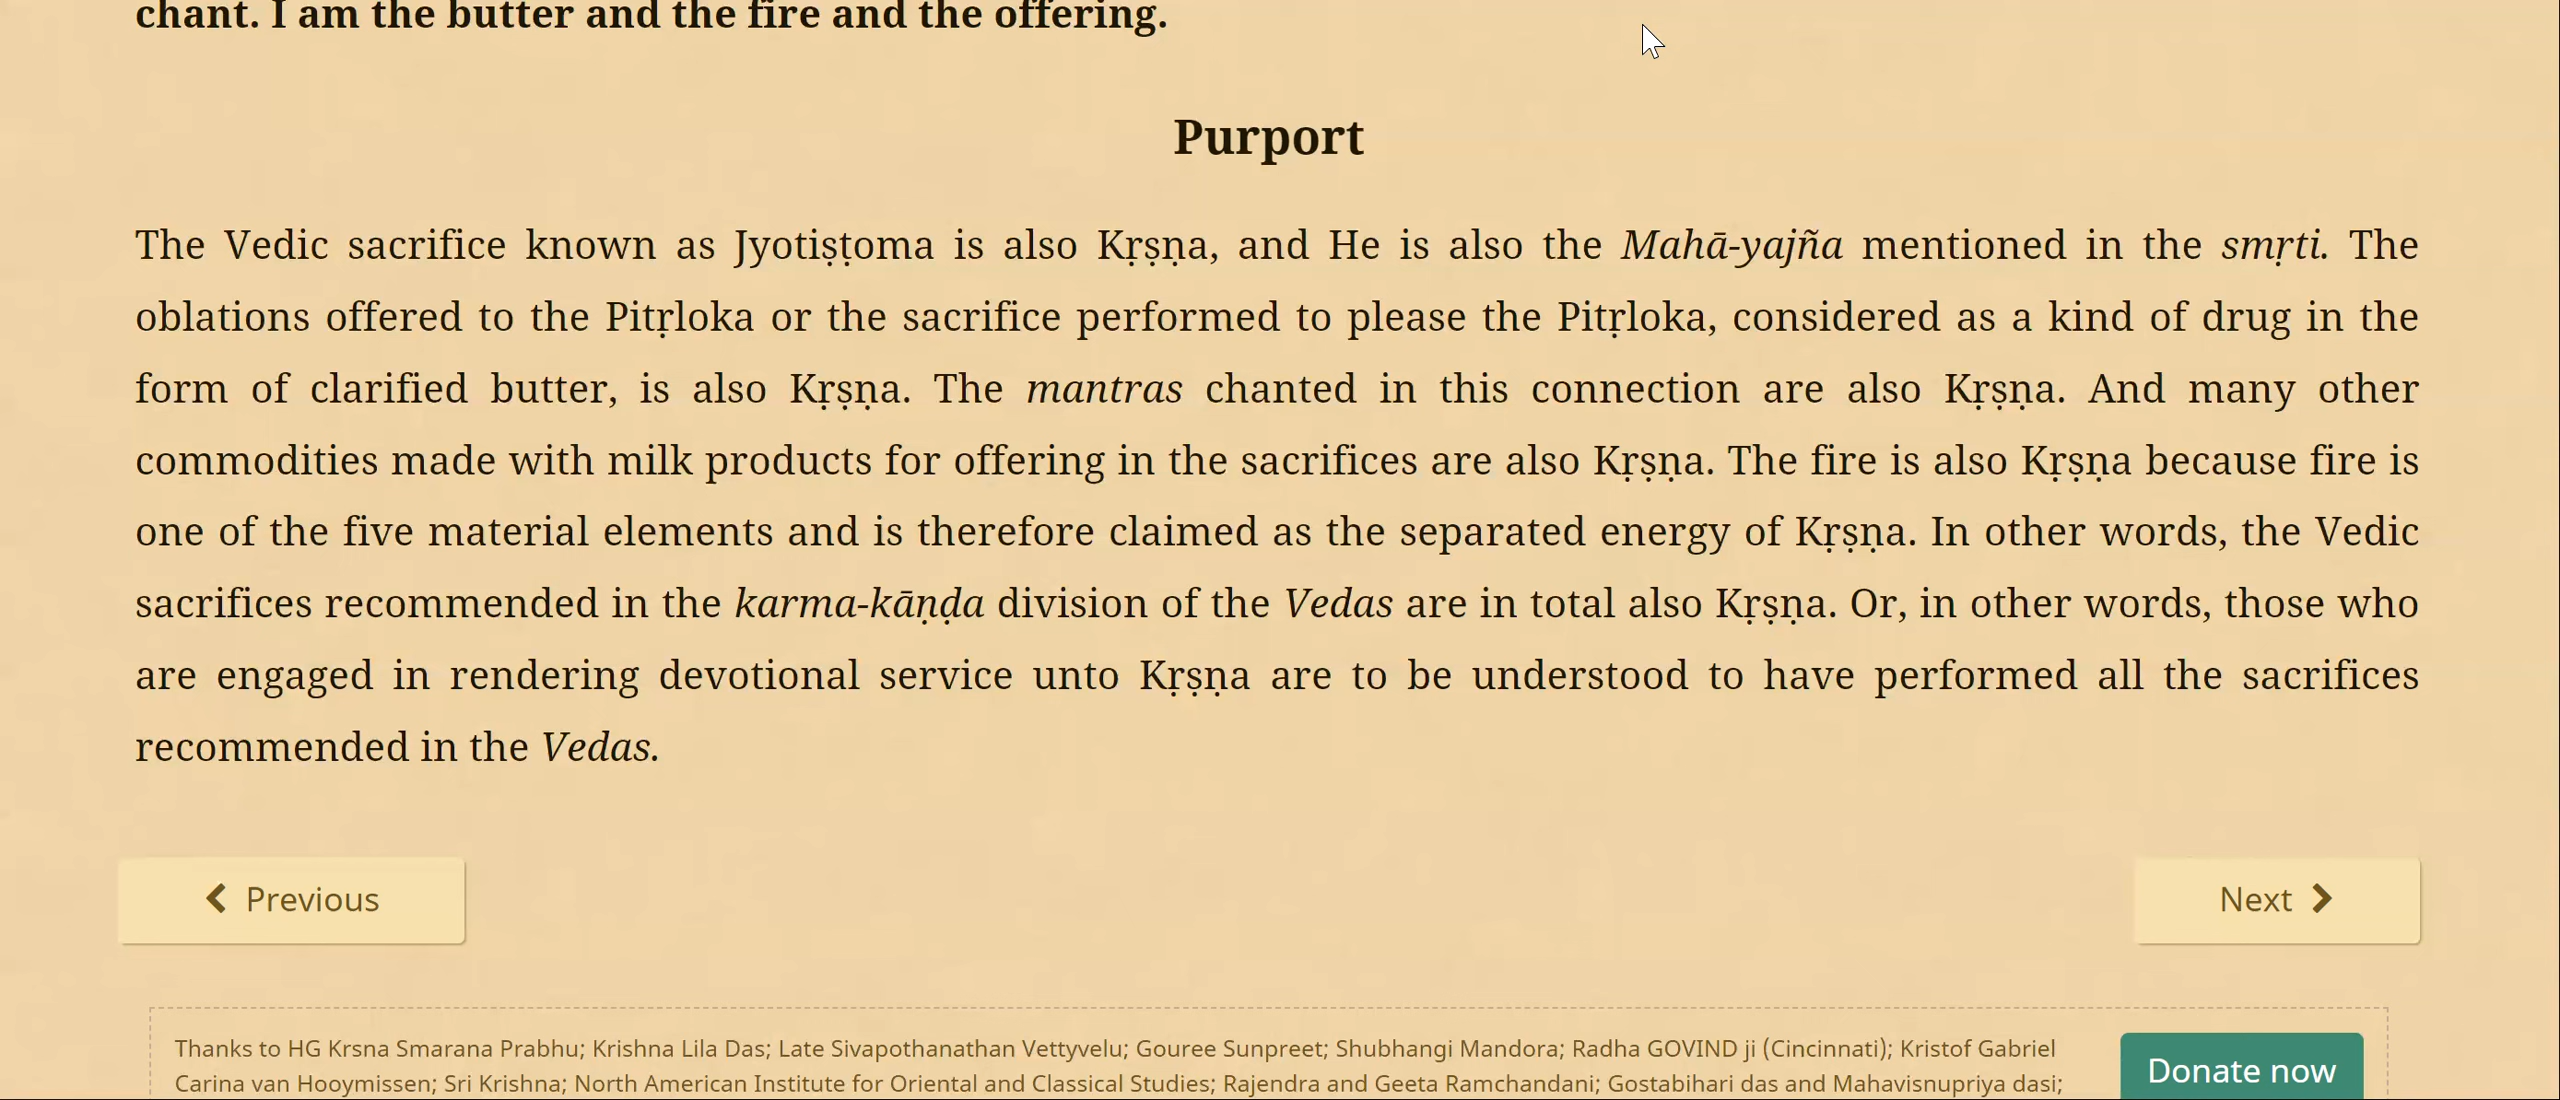 chant. I am the butter and the fire and the offering.
Purport
The Vedic sacrifice known as Jyotiṣṭoma is also Kṛṣṇa, and He is also the Mahā-yajña mentioned in the smṛti. The
oblations offered to the Pitṛloka or the sacrifice performed to please the Pitṛloka, considered as a kind of drug in the
form of clarified butter, is also Kṛṣṇa. The mantras chanted in this connection are also Kṛṣṇa. And many other
commodities made with milk products for offering in the sacrifices are also Kṛṣṇa. The fire is also Kṛṣṇa because fire is
one of the five material elements and is therefore claimed as the separated energy of Kṛṣṇa. In other words, the Vedic
sacrifices recommended in the karma-kāṇḍa division of the Vedas are in total also Kṛṣṇa. Or, in other words, those who
are engaged in rendering devotional service unto Kṛṣṇa are to be understood to have performed all the sacrifices
recommended in the Vedas.
Previous
Next
Thanks to HG Krsna Smarana Prabhu; Krishna Lila Das; Late Sivapothanathan Vettyvelu; Gouree Sunpreet; Shubhangi Mandora; Radha GOVIND ji (Cincinnati); Kristof Gabriel
Carina van Hooymissen; Sri Krishna; North American Institute for Oriental and Classical Studies; Rajendra and Geeta Ramchandani; Gostabihari das and Mahavisnupriya dasi;
Donate now